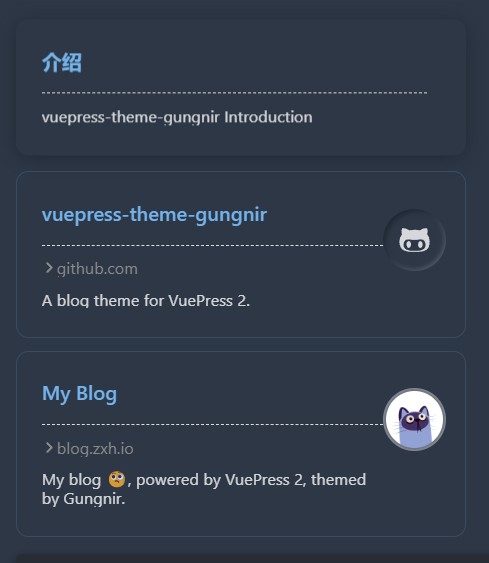 介绍
vuepress-theme-gungnir Introduction
vuepress-theme-gungnir
github.com
A blog theme for VuePress 2.
My Blog
blog.zxh.io
My blog 🧐, powered by VuePress 2, themed
by Gungnir.